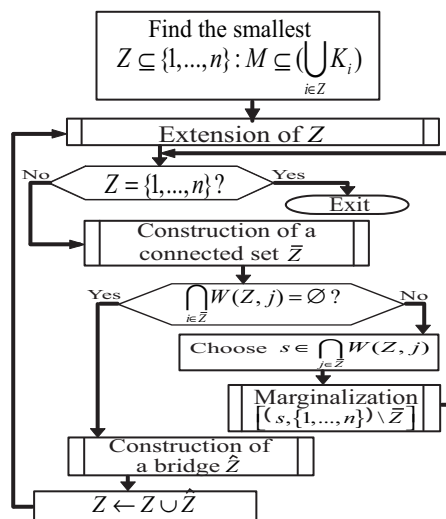 Find the smallest
Z ⊆ {1,...,n} : M ⊆ (⋃ K_i)
i∈Z
Extension of Z
No
Z = {1,...,n} ?
Yes
Exit
Construction of a
connected set Z̄
Yes
⋂ W(Z, j) = ∅ ?
i∈Z̄
No
Choose s ∈ ⋂ W(Z, j)
j∈Z̄
Marginalization
[(s,{1,...,n}) \ Z̄]
Construction of
a bridge Ẑ
Z ← Z ∪ Ẑ